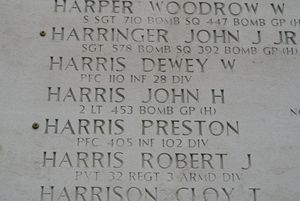 HARPER WOODROW W
S SGT 710 BOMB SQ 447 BOMB GP (H)
HARRINGER JOHN J JR
SGT 578 BOMB SQ 392 BOMB GP (H)
HARRIS DEWEY W
PFC 110 INF 28 DIV
HARRIS JOHN H
2 LT 453 BOMB GP (H)
HARRIS PRESTON
PFC 405 INF 102 DIV
HARRIS ROBERT J
PVT 32 REGT 3 ARMD DIV
HARRISON CLOY T